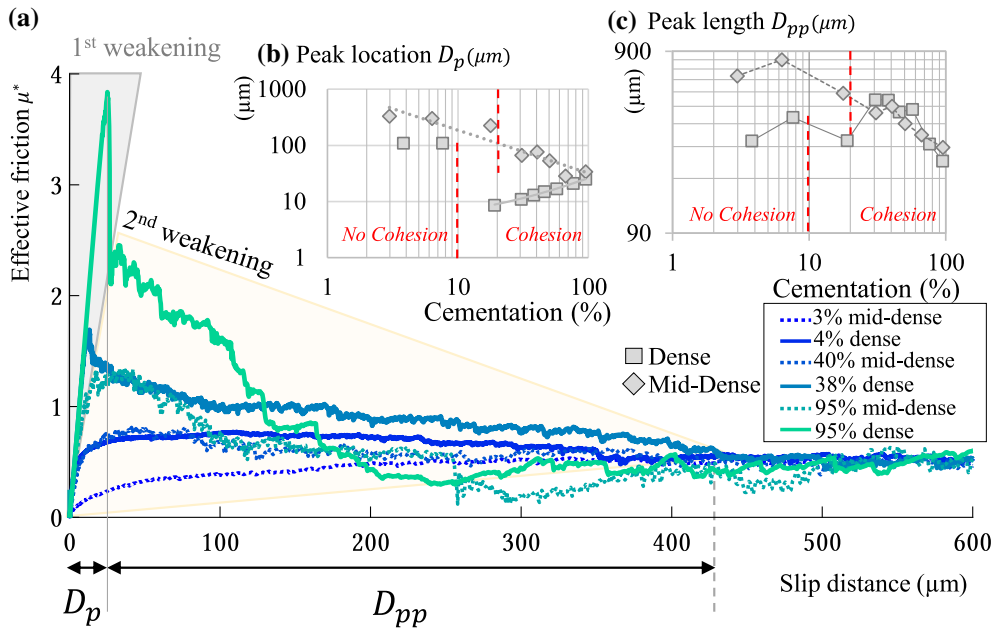 (a)
1st weakening
(b) Peak location Dp(μm)
(c) Peak length Dpp(μm)
4
3
2
1
0
Effective friction μ*
2nd weakening
(μm)
1000
100
10
1
No Cohesion
Cohesion
1
10
100
Cementation (%)
(μm)
900
90
No Cohesion
Cohesion
1
10
100
Cementation (%)
Dense
Mid-Dense
3% mid-dense
4% dense
40% mid-dense
38% dense
95% mid-dense
95% dense
0
100
200
300
400
500
600
Slip distance (μm)
Dp
Dpp